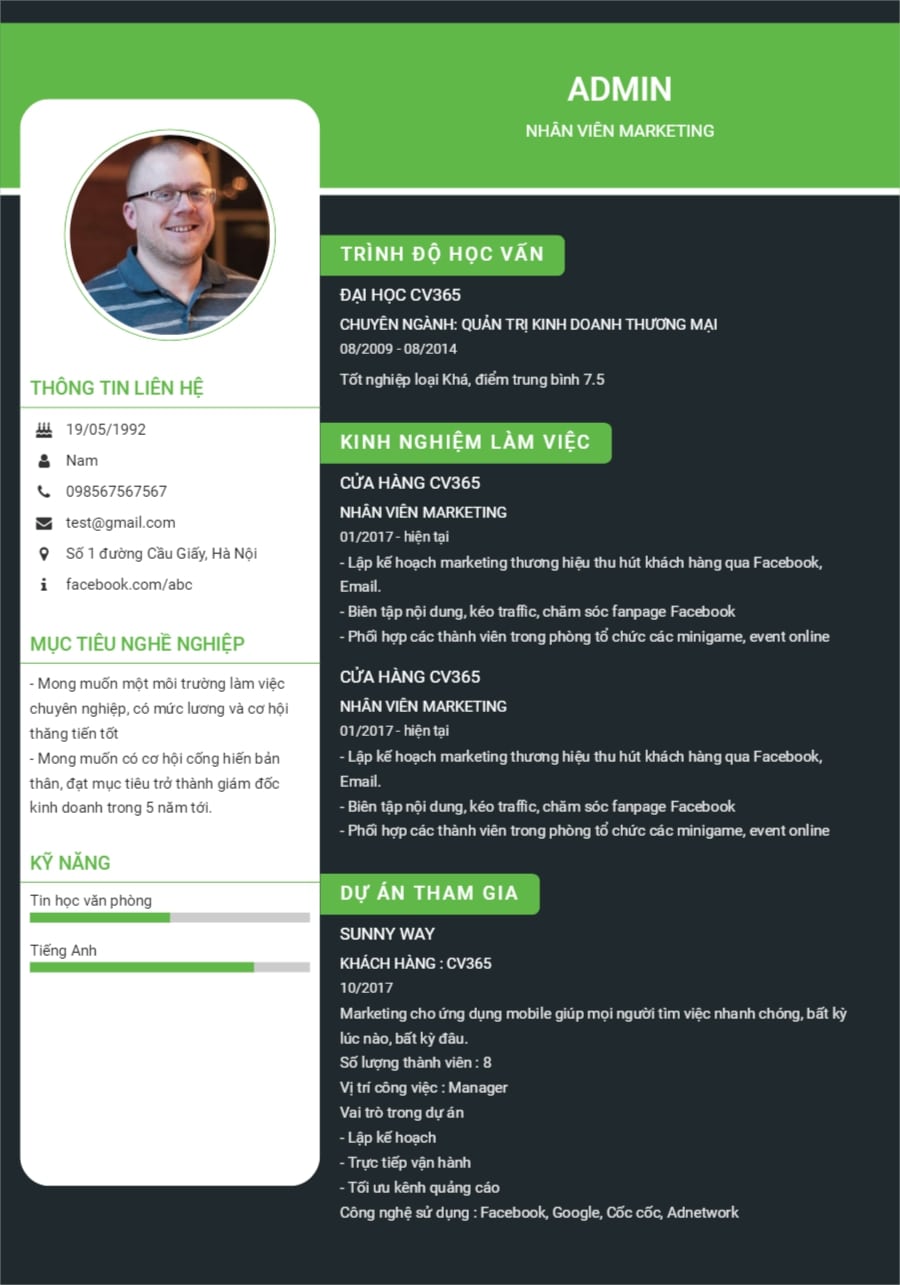 ADMIN
NHÂN VIÊN MARKETING
THÔNG TIN LIÊN HỆ
19/05/1992
Nam
098567567567
test@gmail.com
Số 1 đường Cầu Giấy, Hà Nội
facebook.com/abc
MỤC TIÊU NGHỀ NGHIỆP
- Mong muốn một môi trường làm việc
chuyên nghiệp, có mức lương và cơ hội
thăng tiến tốt
- Mong muốn có cơ hội cống hiến bản
thân, đạt mục tiêu trở thành giám đốc
kinh doanh trong 5 năm tới.
KỸ NĂNG
Tin học văn phòng
Tiếng Anh
TRÌNH ĐỘ HỌC VẤN
ĐẠI HỌC CV365
CHUYÊN NGÀNH: QUẢN TRỊ KINH DOANH THƯƠNG MẠI
08/2009 - 08/2014
Tốt nghiệp loại Khá, điểm trung bình 7.5
KINH NGHIỆM LÀM VIỆC
CỬA HÀNG CV365
NHÂN VIÊN MARKETING
01/2017 - hiện tại
- Lập kế hoạch marketing thương hiệu thu hút khách hàng qua Facebook,
Email.
- Biên tập nội dung, kéo traffic, chăm sóc fanpage Facebook
- Phối hợp các thành viên trong phòng tổ chức các minigame, event online
CỬA HÀNG CV365
NHÂN VIÊN MARKETING
01/2017 - hiện tại
- Lập kế hoạch marketing thương hiệu thu hút khách hàng qua Facebook,
Email.
- Biên tập nội dung, kéo traffic, chăm sóc fanpage Facebook
- Phối hợp các thành viên trong phòng tổ chức các minigame, event online
DỰ ÁN THAM GIA
SUNNY WAY
KHÁCH HÀNG : CV365
10/2017
Marketing cho ứng dụng mobile giúp mọi người tìm việc nhanh chóng, bất kỳ
lúc nào, bất kỳ đâu.
Số lượng thành viên : 8
Vị trí công việc : Manager
Vai trò trong dự án
- Lập kế hoạch
- Trực tiếp vận hành
- Tối ưu kênh quảng cáo
Công nghệ sử dụng : Facebook, Google, Cốc cốc, Adnetwork